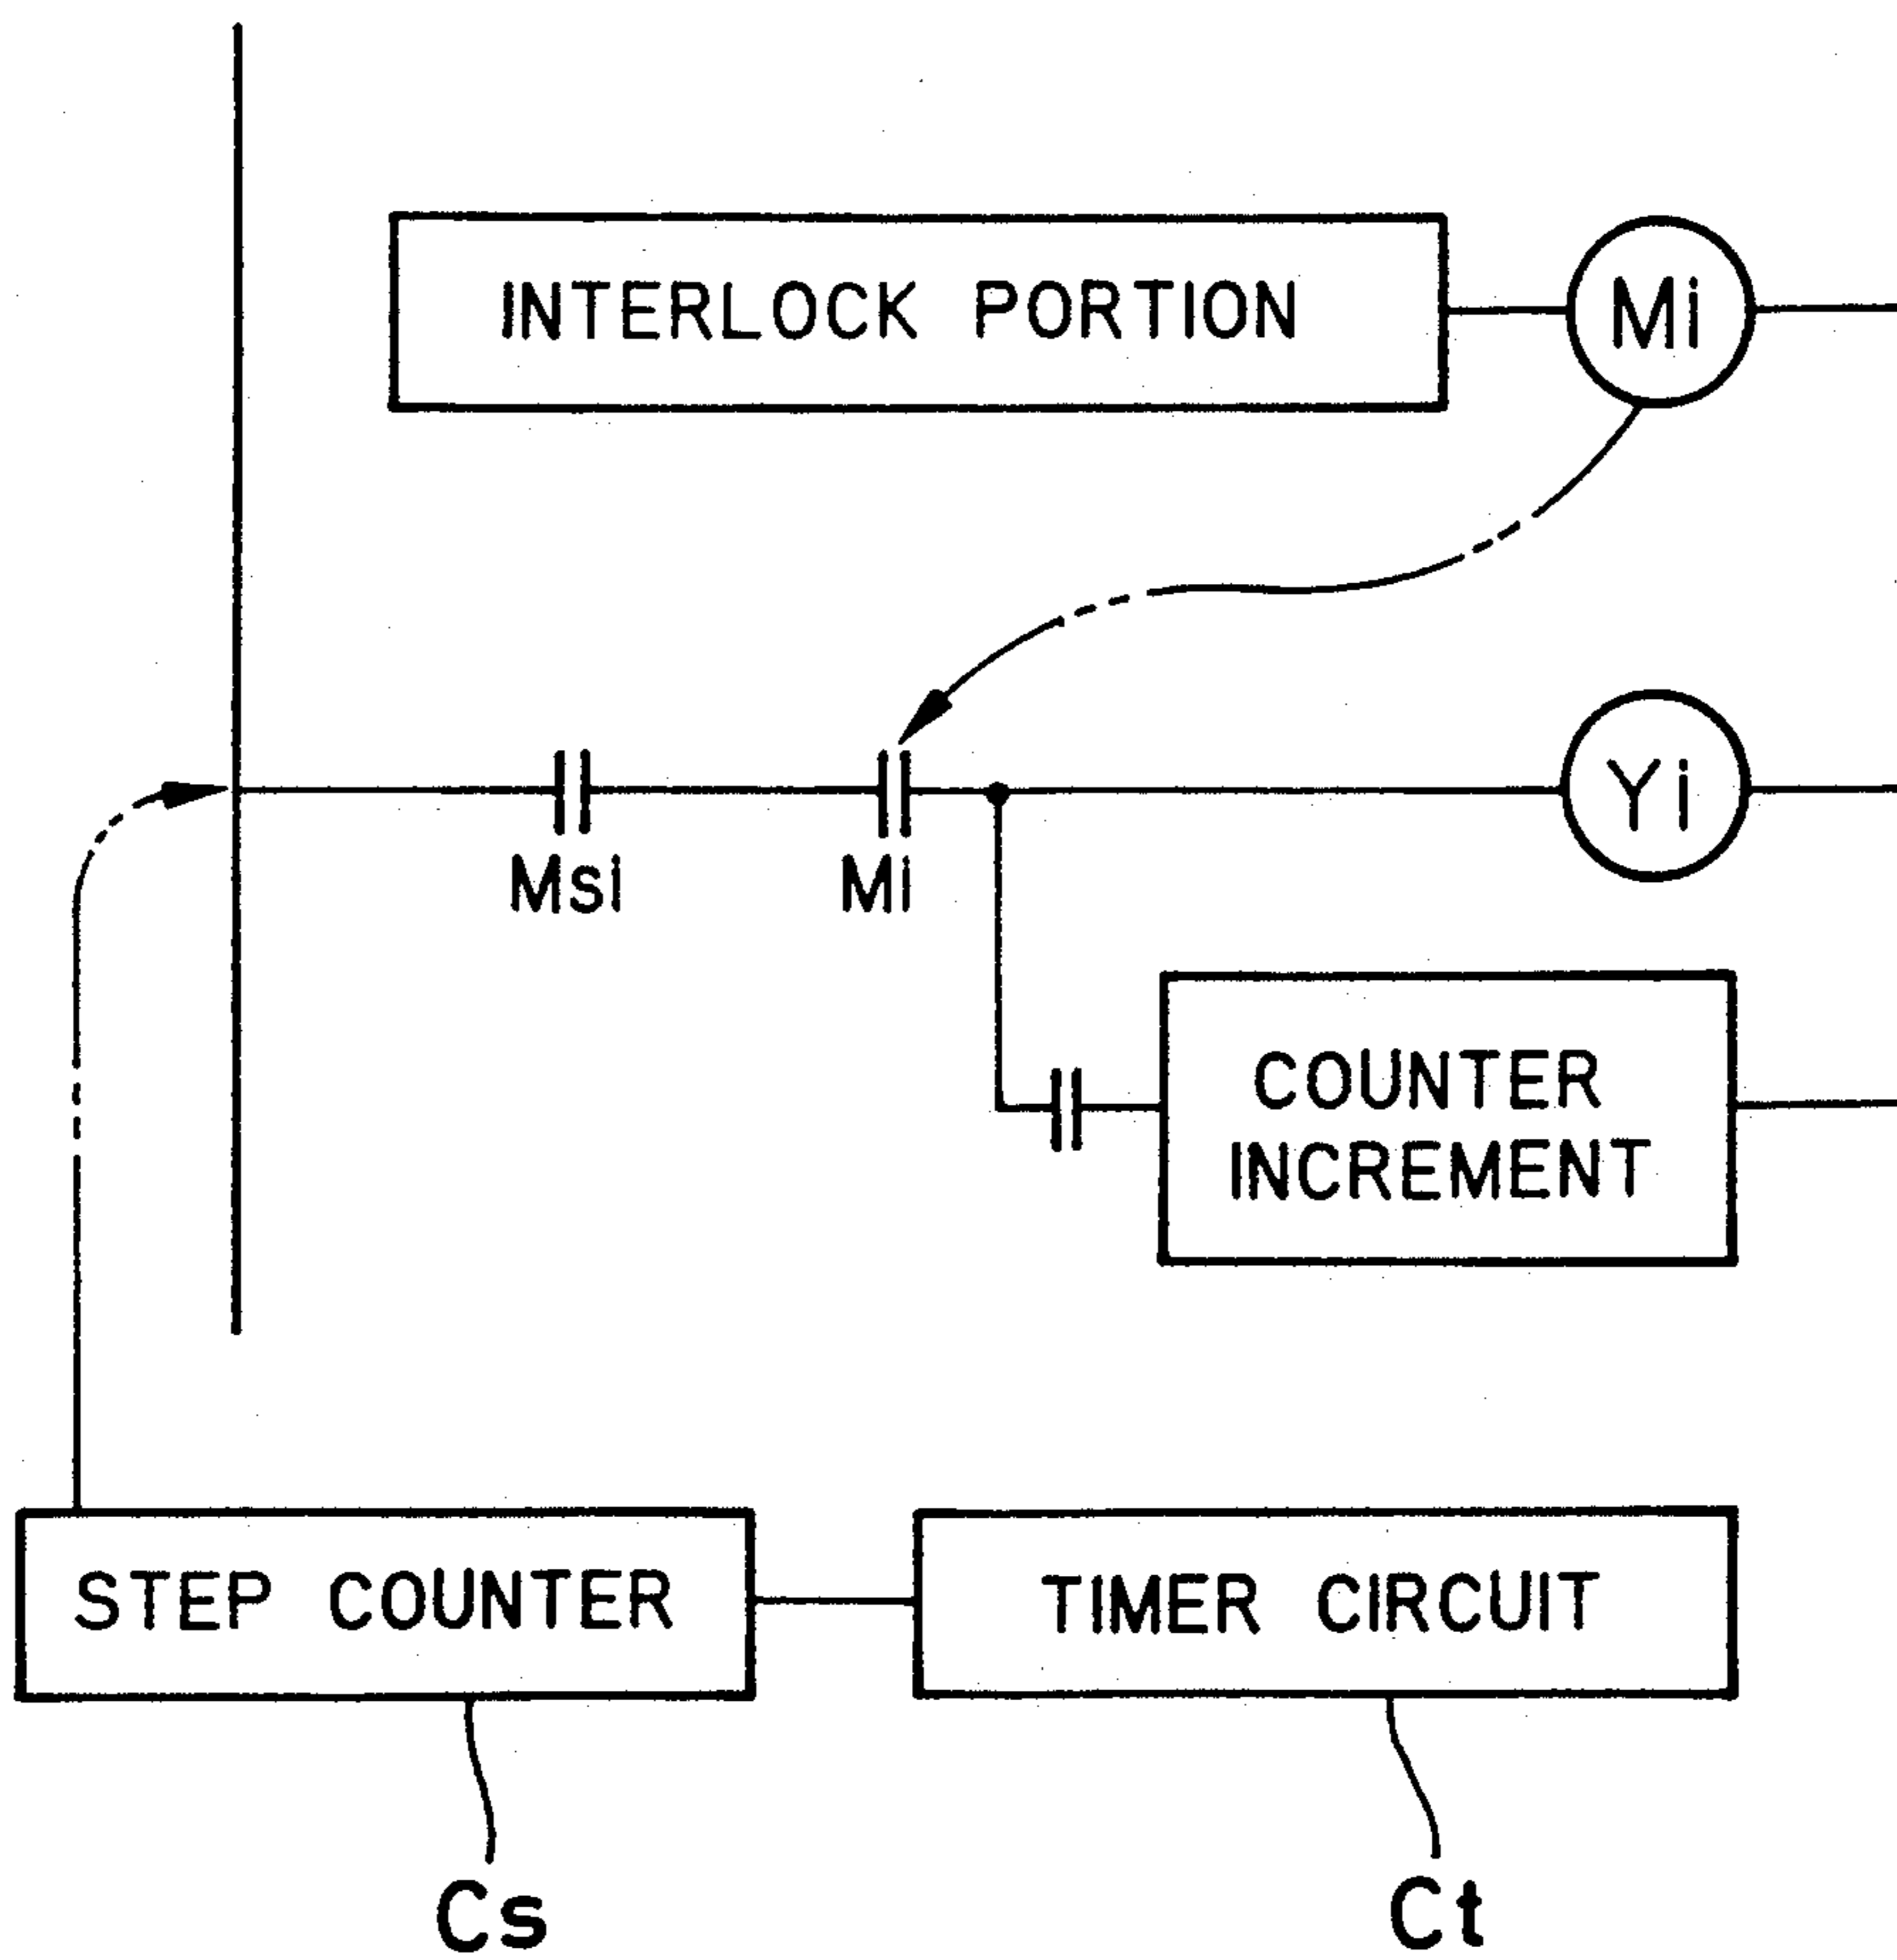 INTERLOCK PORTION
Mi
Yi
Msi
Mi
COUNTER
INCREMENT
STEP COUNTER
TIMER CIRCUIT
Cs
Ct